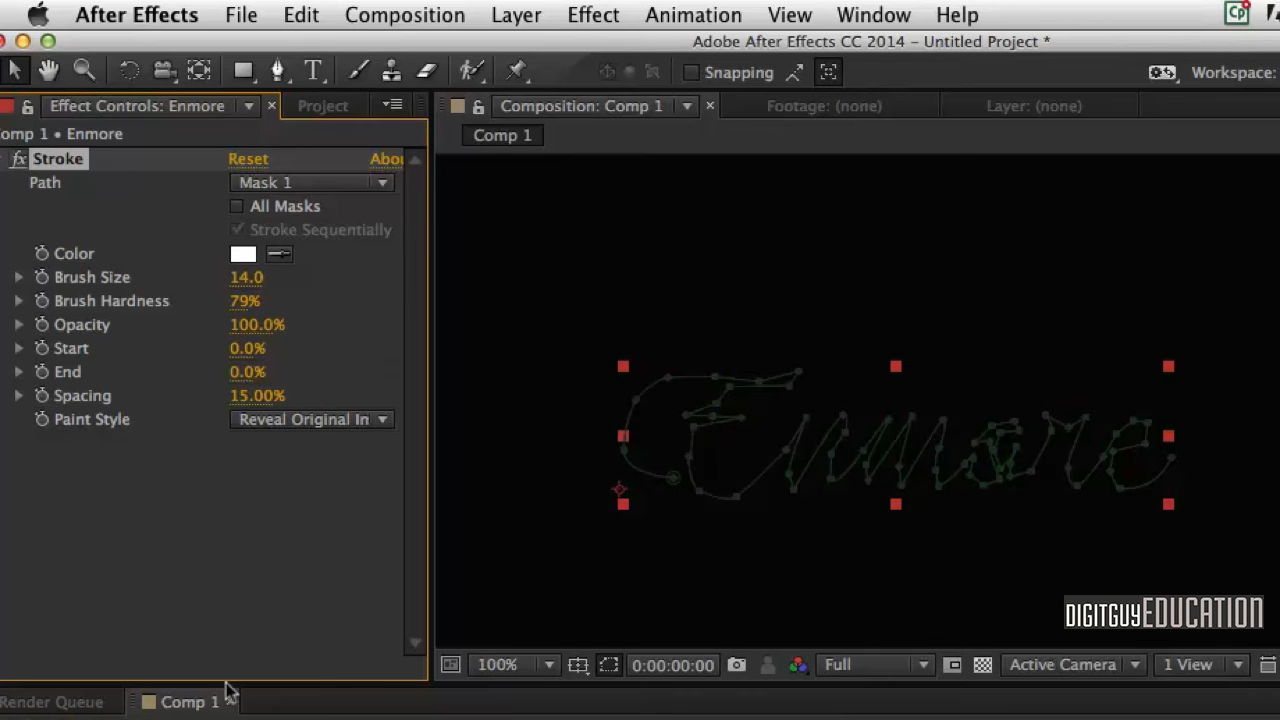 After Effects File Edit Composition Layer Effect Animation View Window Help
Adobe After Effects CC 2014 - Untitled Project *
Snapping Workspace:
Effect Controls: Enmore Project Composition: Comp 1 Footage: (none) Layer: (none)
omp 1 • Enmore Comp 1
fx Stroke Reset Abou
Path Mask 1
All Masks
Stroke Sequentially
Color
Brush Size 14.0
Brush Hardness 79%
Opacity 100.0%
Start 0.0%
End 0.0%
Spacing 15.00%
Paint Style Reveal Original In
Enmore
DIGITGUYEDUCATION
100% 0:00:00:00 Full Active Camera 1 View
Render Queue Comp 1